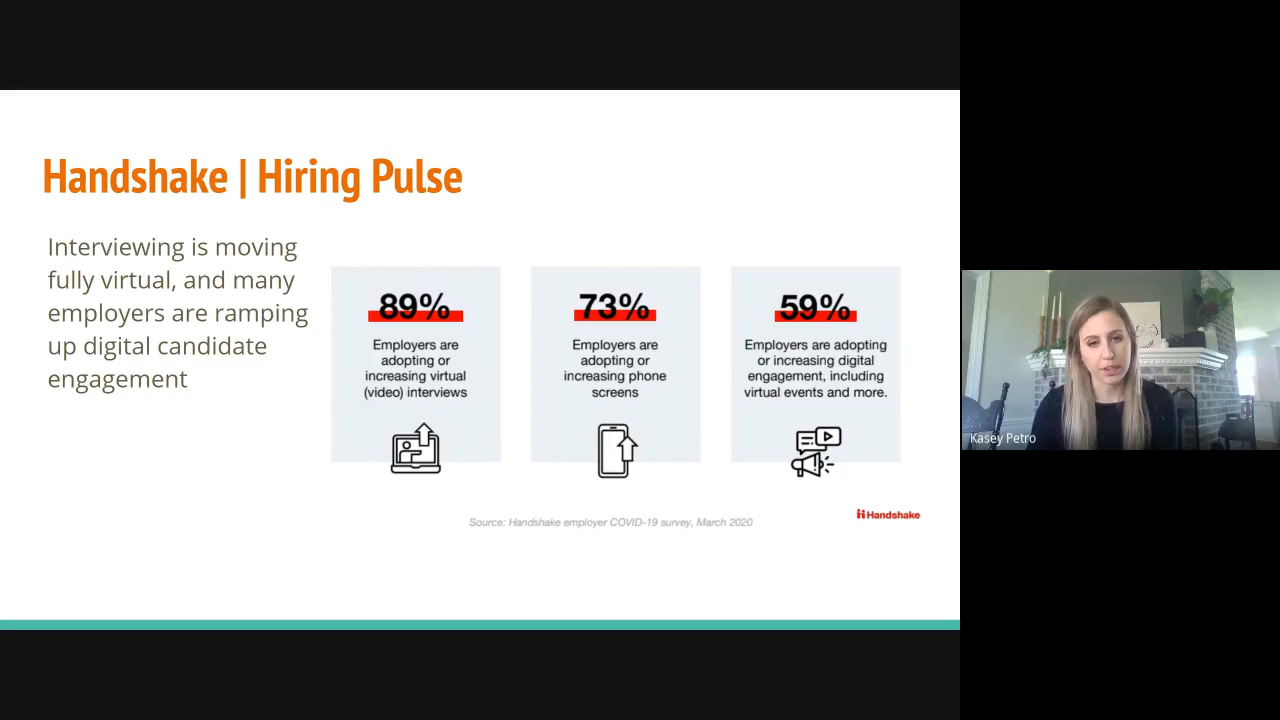 Handshake | Hiring Pulse
Interviewing is moving
fully virtual, and many
employers are ramping
up digital candidate
engagement
89%
Employers are
adopting or
increasing virtual
(video) interviews
73%
Employers are
adopting or
increasing phone
screens
59%
Employers are adopting
or increasing digital
engagement, including
virtual events and more.
Source: Handshake employer COVID-19 survey, March 2020
Handshake
Kasey Petro